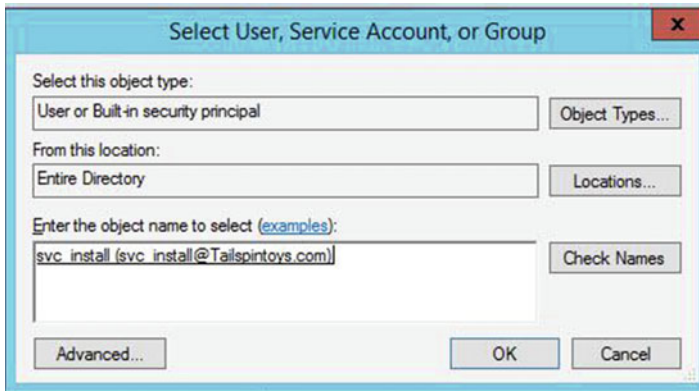 Select User, Service Account, or Group
x
Select this object type:
User or Built-in security principal
Object Types...
From this location:
Entire Directory
Locations...
Enter the object name to select (examples):
svc_install (svc_install@Tailspintoys.com)
Check Names
Advanced...
OK
Cancel